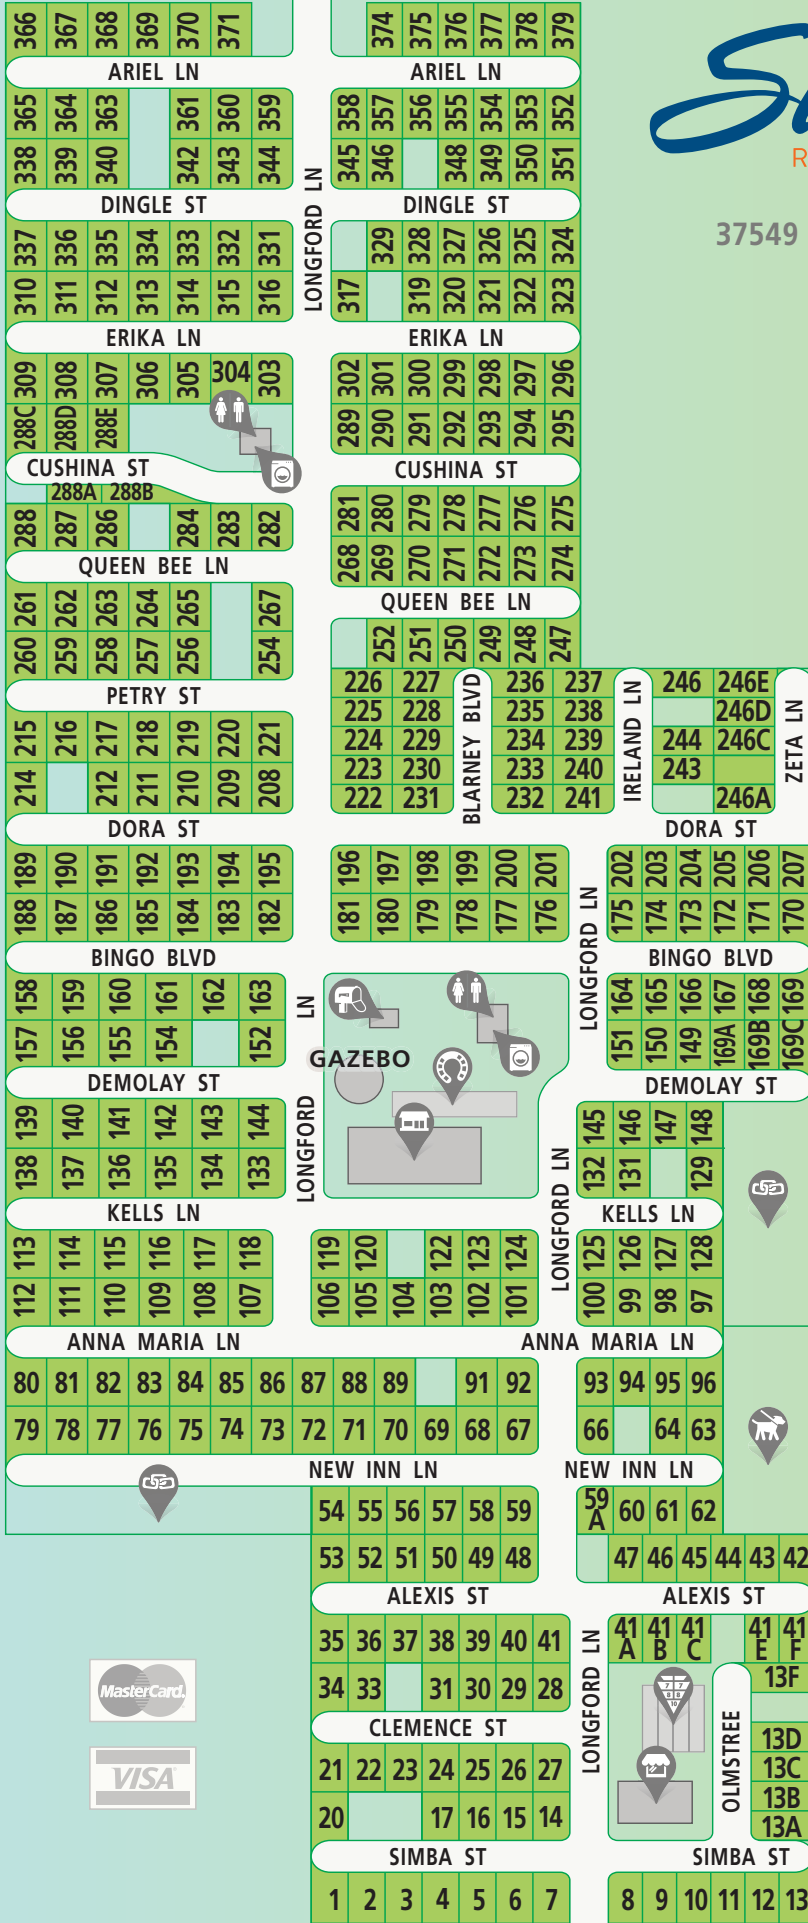 366 367 368 369 370 371 374 375 376 377 378 379
ARIEL LN ARIEL LN
365 364 363 361 360 359 358 357 356 355 354 353 352
338 339 340 342 343 344 345 346 348 349 350 351
R
DINGLE ST LONGFORD LN DINGLE ST
37549
337 336 335 334 333 332 331 329 328 327 326 325 324
310 311 312 313 314 315 316 317 319 320 321 322 323
ERIKA LN ERIKA LN
309 308 307 306 305 304 303 302 301 300 299 298 297 296
288C 288D 288E 289 290 291 292 293 294 295
CUSHINA ST CUSHINA ST
288A 288B
288 287 286 284 283 282 281 280 279 278 277 276 275
QUEEN BEE LN 268 269 270 271 272 273 274
261 262 263 264 265 267 QUEEN BEE LN
260 259 258 257 256 254 252 251 250 249 248 247
PETRY ST
226 227 BLARNEY BLVD 236 237 IRELAND LN 246 246E ZETA LN
225 228 235 238 246D
215 216 217 218 219 220 221 224 229 234 239 244 246C
214 212 211 210 209 208 223 230 233 240 243
222 231 232 241 246A
DORA ST DORA ST
189 190 191 192 193 194 195 196 197 198 199 200 201 202 203 204 205 206 207
188 187 186 185 184 183 182 181 180 179 178 177 176 LONGFORD LN 175 174 173 172 171 170
BINGO BLVD BINGO BLVD
158 159 160 161 162 163 164 165 166 167 168 169
157 156 155 154 152 151 150 149 169A 169B 169C
LONGFORD LN
GAZEBO
DEMOLAY ST DEMOLAY ST
139 140 141 142 143 144 145 146 147 148
138 137 136 135 134 133 132 131 129
LONGFORD LN
KELLS LN KELLS LN
113 114 115 116 117 118 119 120 122 123 124 125 126 127 128
112 111 110 109 108 107 106 105 104 103 102 101 100 99 98 97
ANNA MARIA LN ANNA MARIA LN
80 81 82 83 84 85 86 87 88 89 91 92 93 94 95 96
79 78 77 76 75 74 73 72 71 70 69 68 67 66 64 63
NEW INN LN NEW INN LN
54 55 56 57 58 59 59A 60 61 62
53 52 51 50 49 48 47 46 45 44 43 42
ALEXIS ST ALEXIS ST
35 36 37 38 39 40 41 LONGFORD LN 41A 41B 41C 41E 41F
34 33 31 30 29 28 7 7 8 8 10 13F
MasterCard.
CLEMENCE ST OLMSTREE 13D
21 22 23 24 25 26 27 13C
VISA
20 17 16 15 14 13B
13A
SIMBA ST SIMBA ST
1 2 3 4 5 6 7 8 9 10 11 12 13